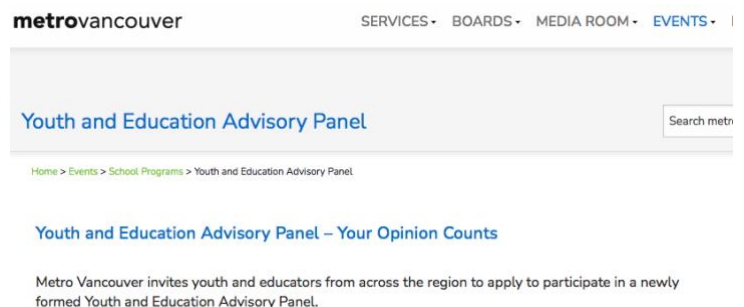 metrovancouver SERVICES BOARDS MEDIA ROOM EVENTS
Youth and Education Advisory Panel
Search metro
Home > Events > School Programs > Youth and Education Advisory Panel
Youth and Education Advisory Panel – Your Opinion Counts
Metro Vancouver invites youth and educators from across the region to apply to participate in a newly
formed Youth and Education Advisory Panel.